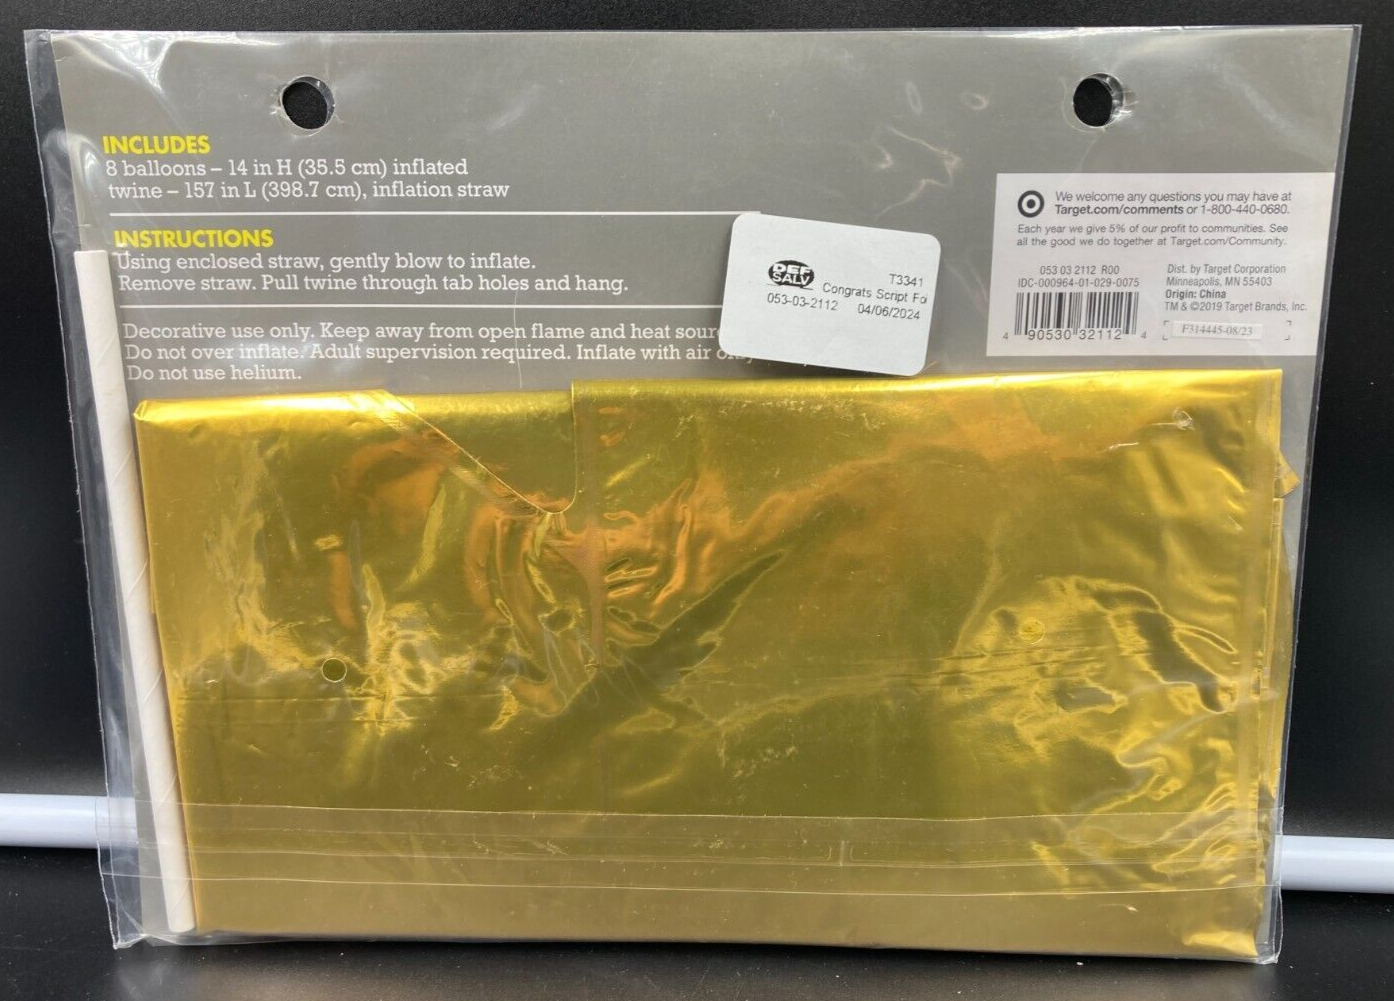 INCLUDES
8 balloons – 14 in H (35.5 cm) inflated
twine – 157 in L (398.7 cm), inflation straw
INSTRUCTIONS
Using enclosed straw, gently blow to inflate.
Remove straw. Pull twine through tab holes and hang.
Decorative use only. Keep away from open flame and heat
Do not over inflate. Adult supervision required. Inflate with air
Do not use helium.
DEF
SALV
T3341
Congrats Script Foi
053-03-2112 04/06/2024
We welcome any questions you may have at
Target.com/comments or 1-800-440-0680.
Each year we give 5% of our profit to communities. See
all the good we do together at Target.com/Community.
053 03 2112 R00
IDC-000964-01-029-0075
4 90530 32112 4
Dist. by Target Corporation
Minneapolis, MN 55403
Origin: China
TM & ©2019 Target Brands, Inc.
F314445-08/23